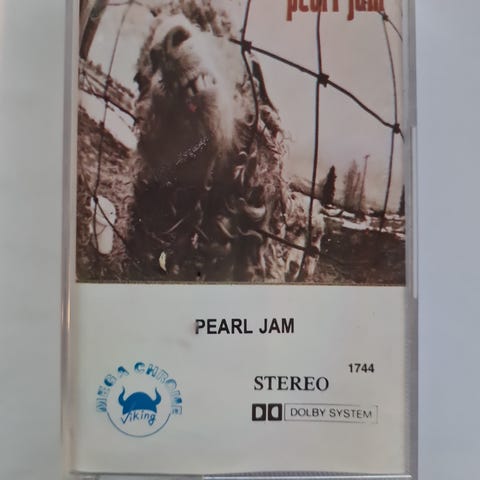 pearl jam
PEARL JAM
1744
MEGA CHROME
Viking
STEREO
DOLBY SYSTEM